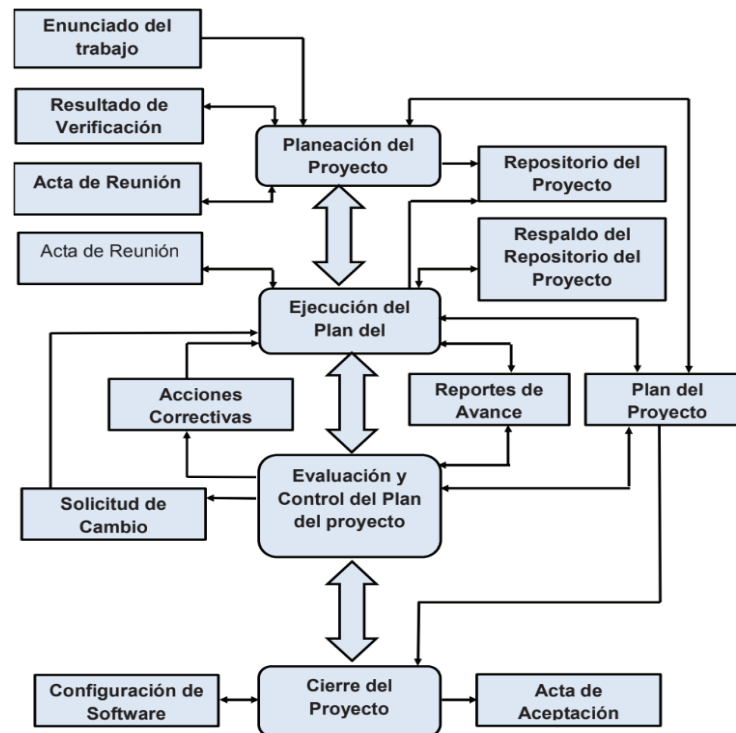 Enunciado del
trabajo
Resultado de
Verificación
Planeación del
Proyecto
Repositorio del
Proyecto
Acta de Reunión
Acta de Reunión
Respaldo del
Repositorio del
Proyecto
Ejecución del
Plan del
Acciones
Correctivas
Reportes de
Avance
Plan del
Proyecto
Evaluación y
Control del Plan
del proyecto
Solicitud de
Cambio
Configuración de
Software
Cierre del
Proyecto
Acta de
Aceptación